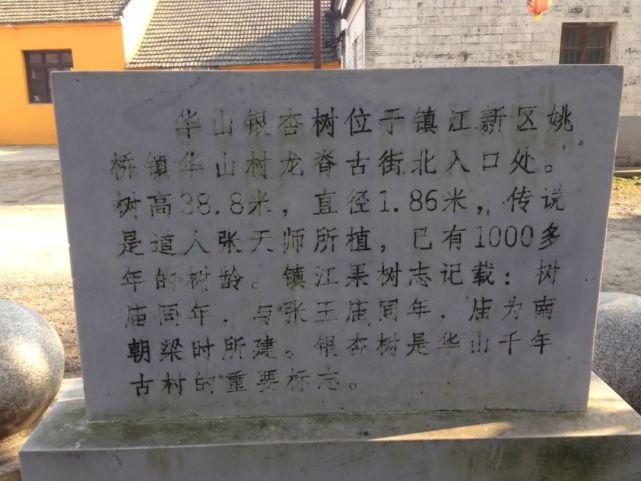 华山银杏树位于镇江新区姚
桥镇华山村龙脊古街北入口处。
树高38.8米，直径1.86米，传说
是道人张天师所植，已有1000多
年的树龄。镇江果树志记载：树
庙同年，与张王庙同年，庙为南
朝梁时所建。银杏树是华山千年
古村的重要标志。